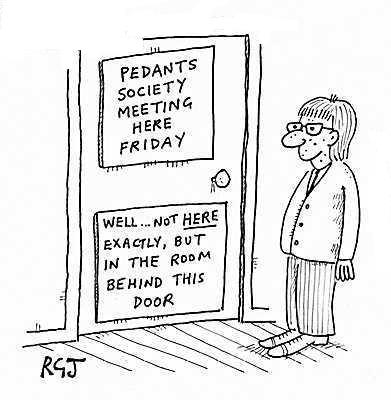 PEDANTS
SOCIETY
MEETING
HERE
FRIDAY
WELL...NOT HERE
EXACTLY, BUT
IN THE ROOM
BEHIND THIS
DOOR
RGJ